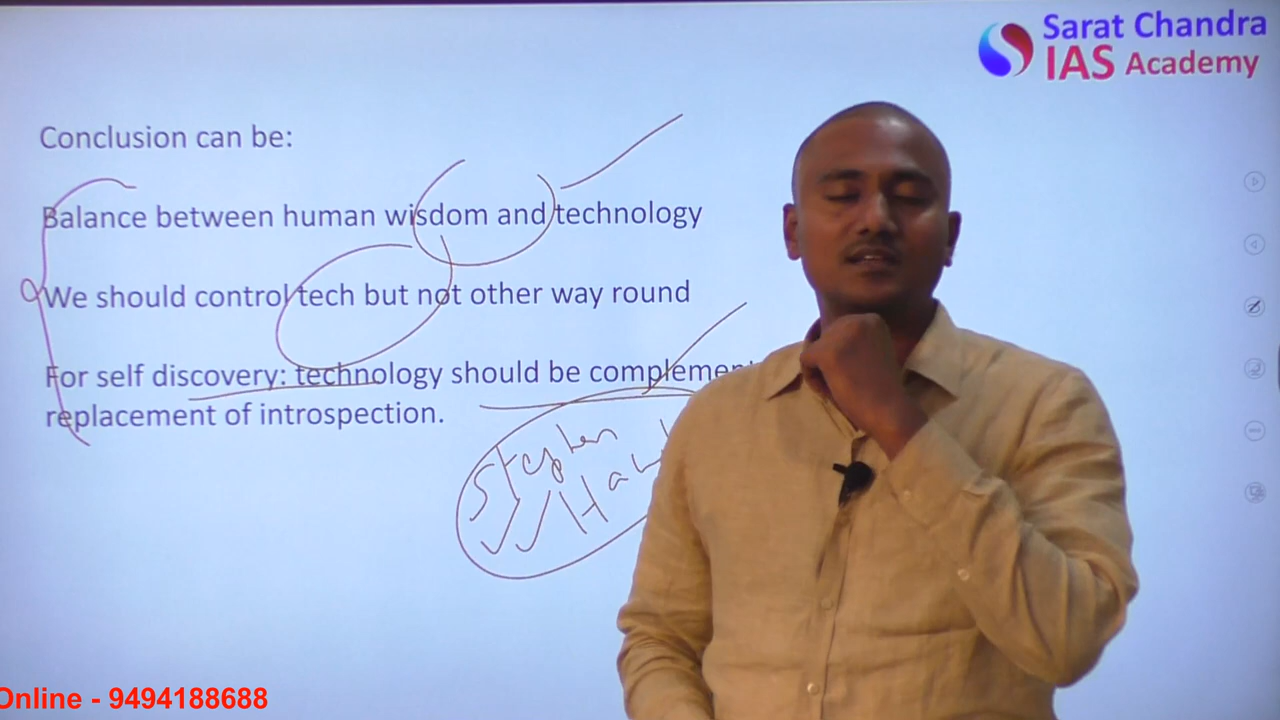 Sarat Chandra
IAS Academy
Conclusion can be:
Balance between human wisdom and technology
We should control tech but not other way round
For self discovery: technology should be
replacement of introspection.
Stephen
Online - 9494188688